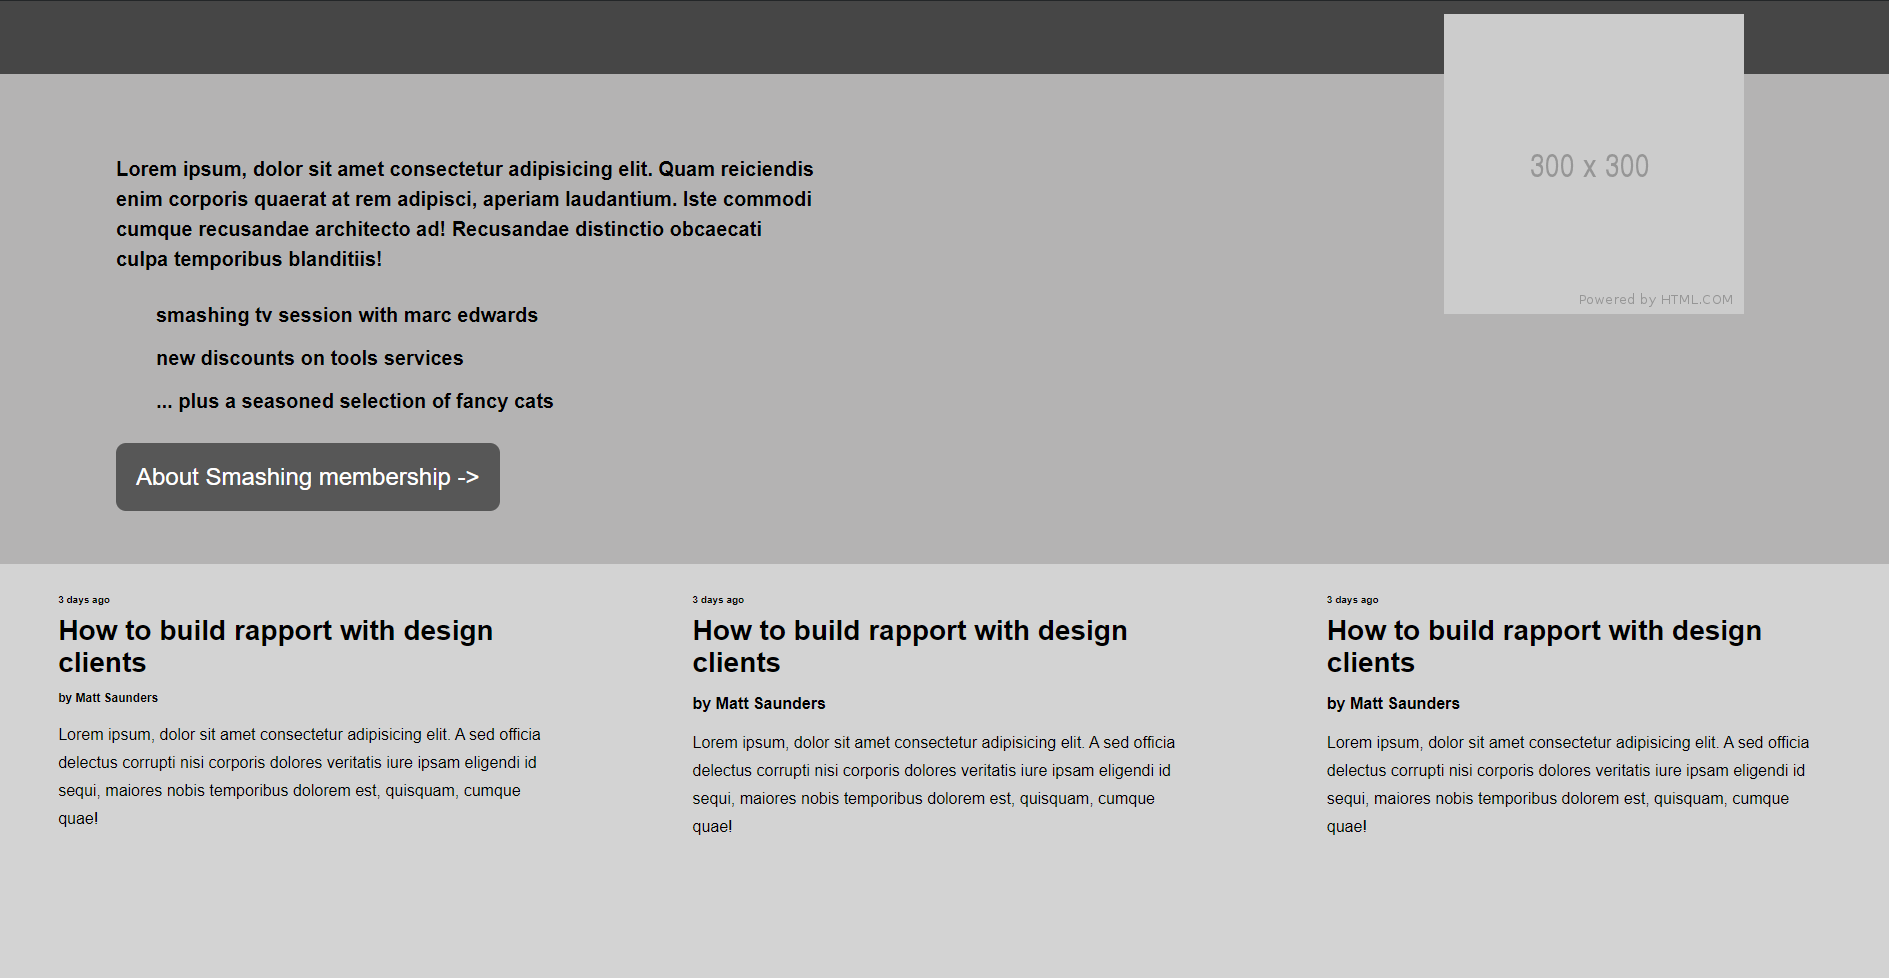 300 x 300
Powered by HTML.COM
Lorem ipsum, dolor sit amet consectetur adipisicing elit. Quam reiciendis
enim corporis quaerat at rem adipisci, aperiam laudantium. Iste commodi
cumque recusandae architecto ad! Recusandae distinctio obcaecati
culpa temporibus blanditiis!
smashing tv session with marc edwards
new discounts on tools services
... plus a seasoned selection of fancy cats
About Smashing membership ->
3 days ago
How to build rapport with design
clients
by Matt Saunders
Lorem ipsum, dolor sit amet consectetur adipisicing elit. A sed officia
delectus corrupti nisi corporis dolores veritatis iure ipsam eligendi id
sequi, maiores nobis temporibus dolorem est, quisquam, cumque
quae!
3 days ago
How to build rapport with design
clients
by Matt Saunders
Lorem ipsum, dolor sit amet consectetur adipisicing elit. A sed officia
delectus corrupti nisi corporis dolores veritatis iure ipsam eligendi id
sequi, maiores nobis temporibus dolorem est, quisquam, cumque
quae!
3 days ago
How to build rapport with design
clients
by Matt Saunders
Lorem ipsum, dolor sit amet consectetur adipisicing elit. A sed officia
delectus corrupti nisi corporis dolores veritatis iure ipsam eligendi id
sequi, maiores nobis temporibus dolorem est, quisquam, cumque
quae!